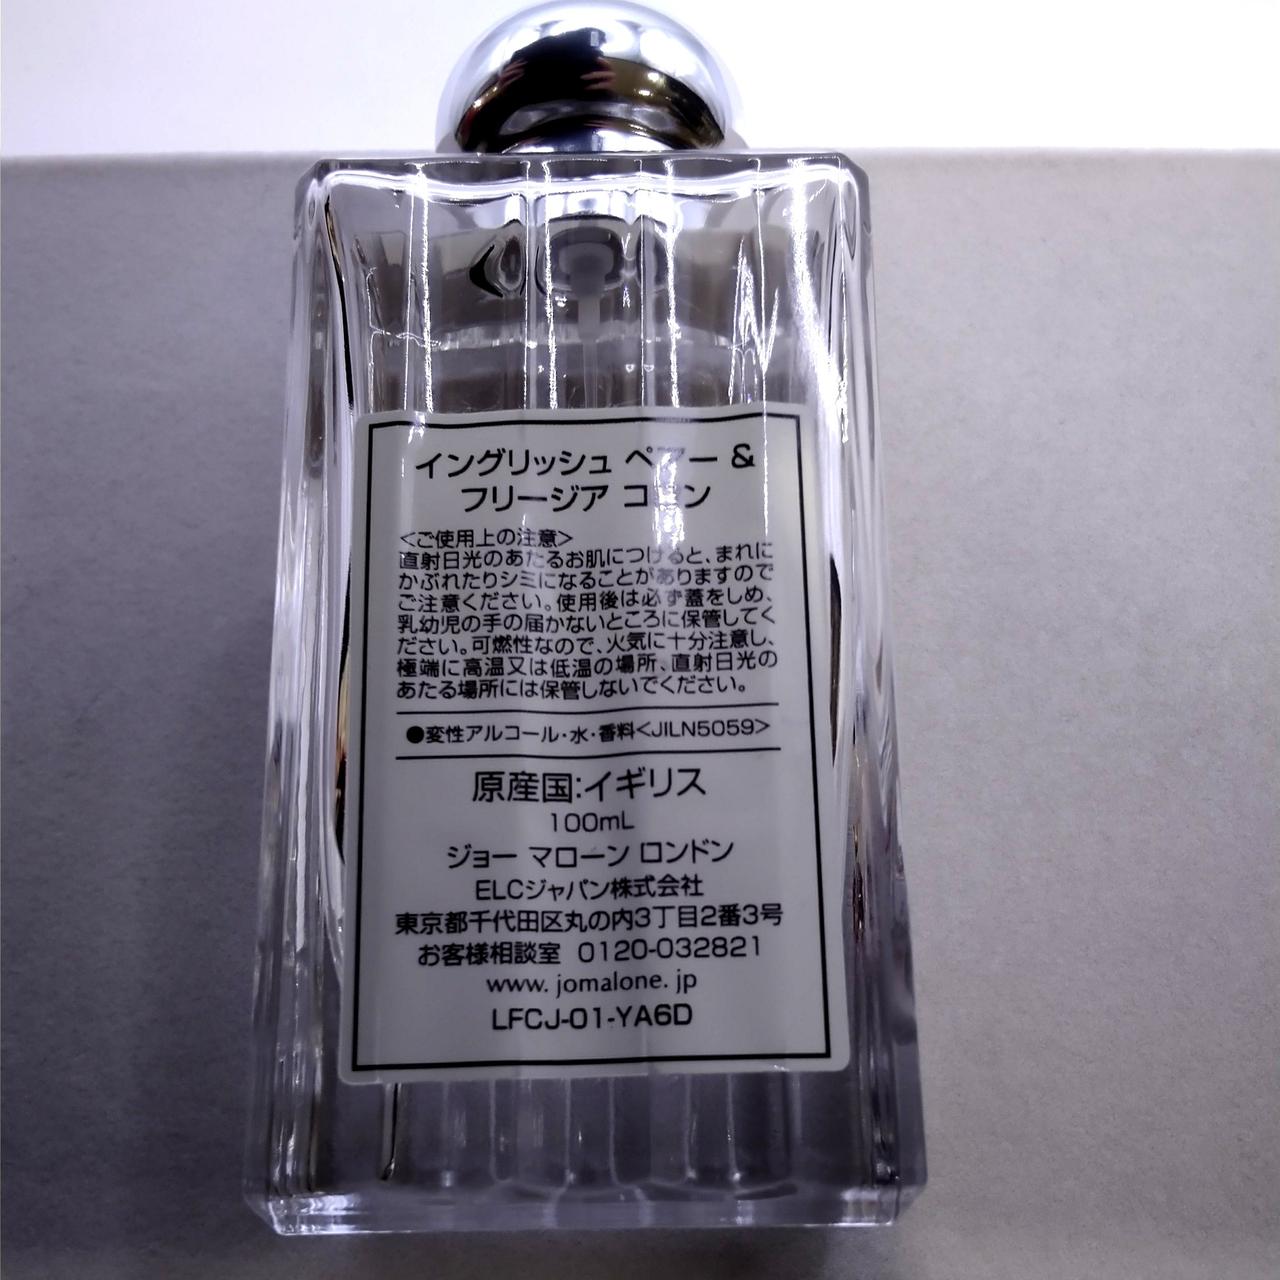 イングリッシュ ペアー &
フリージア コロン
<ご使用上の注意>
直射日光のあたるお肌につけると、まれに
かぶれたりシミになることがありますので
ご注意ください。使用後は必ず蓋をしめ、
乳幼児の手の届かないところに保管してく
ださい。可燃性なので、火気に十分注意し、
極端に高温又は低温の場所、直射日光の
あたる場所には保管しないでください。
●変性アルコール・水・香料<JILN5059>
原産国:イギリス
100mL
ジョー マローン ロンドン
ELCジャパン株式会社
東京都千代田区丸の内3丁目2番3号
お客様相談室 0120-032821
www. jomalone. jp
LFCJ-01-YA6D